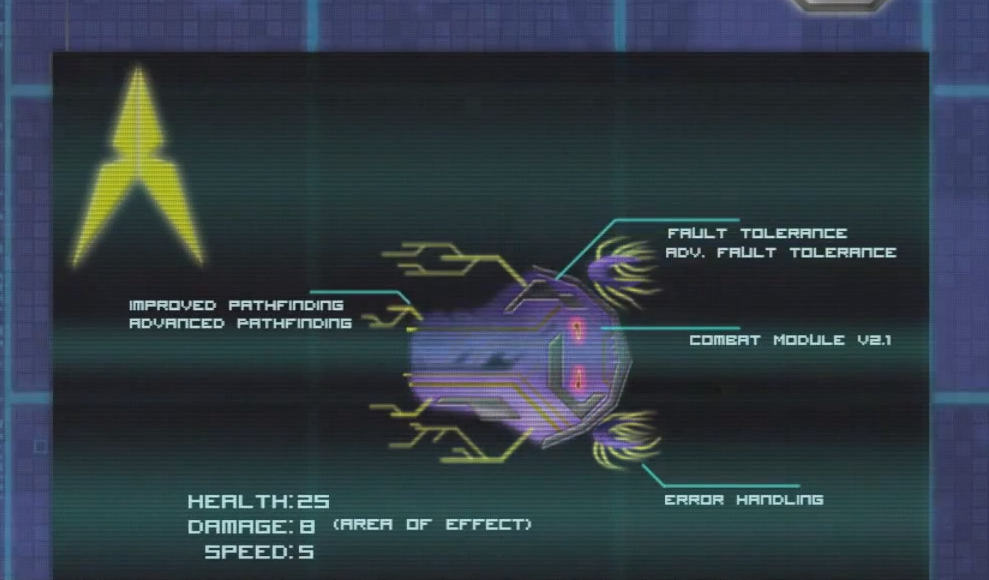 FAULT TOLERANCE
ADV. FAULT TOLERANCE
IMPROVED PATHFINDING
ADVANCED PATHFINDING
COMBAT MODULE V2.1
ERROR HANDLING
HEALTH:25
DAMAGE:8 (AREA OF EFFECT)
SPEED:5